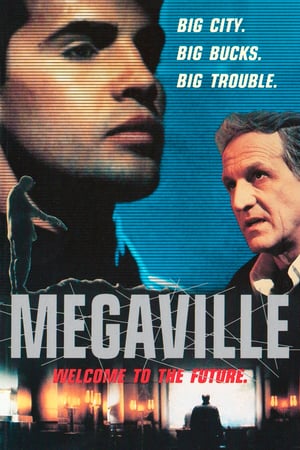 BIG CITY.
BIG BUCKS.
BIG TROUBLE.
MEGAVILLE
WELCOME TO THE FUTURE.